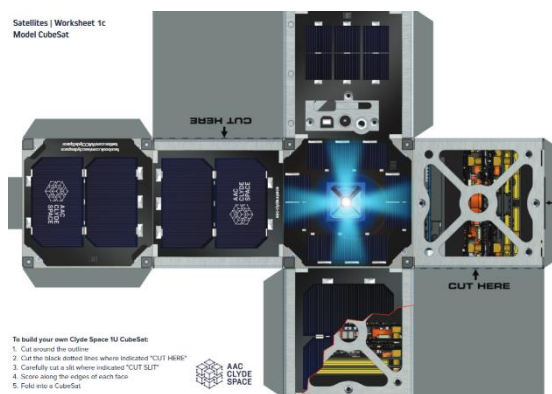 Satellites | Worksheet 1c
Model CubeSat
CUT HERE
AAC
CLYDE
SPACE
AAC
CLYDE
SPACE
CUT HERE
To build your own Clyde Space 1U CubeSat:
1. Cut around the outline
2. Cut the black dotted lines where indicated "CUT HERE"
3. Carefully cut a slit where indicated "CUT SLIT"
4. Score along the edges of each face
5. Fold into a CubeSat
AAC
CLYDE
SPACE